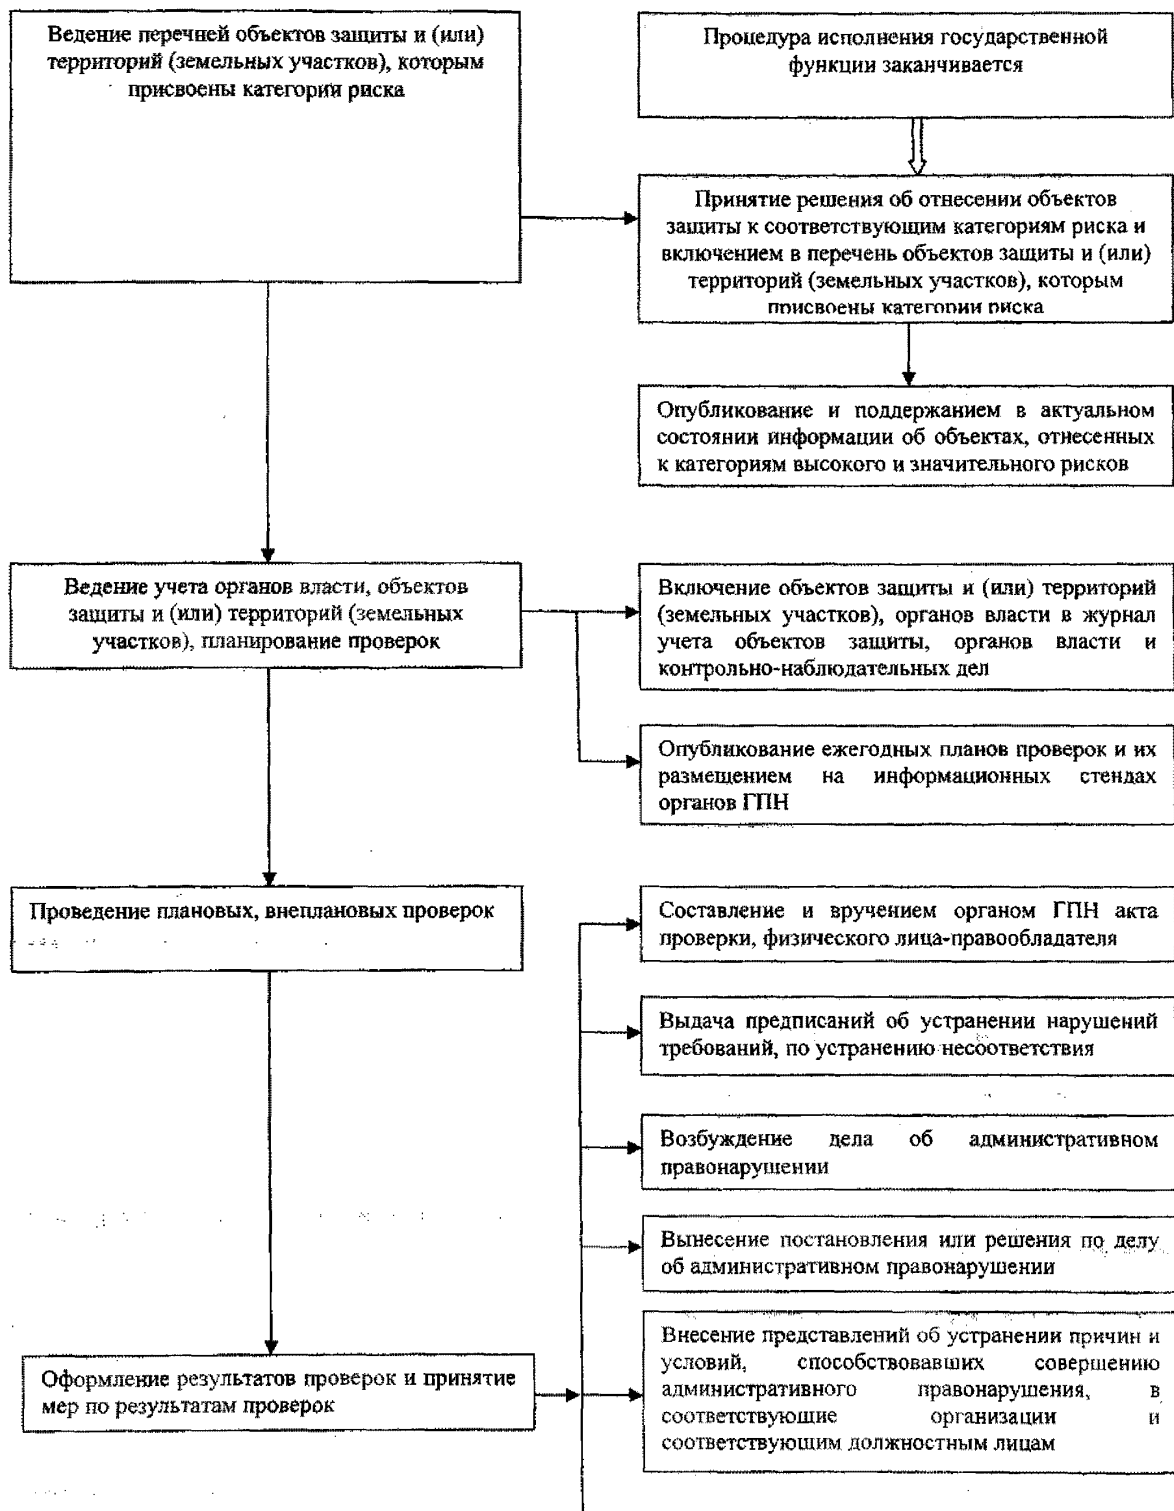 Ведение перечней объектов защиты и (или)
территорий (земельных участков), которым
присвоены категории риска
Процедура исполнения государственной
функции заканчивается
Принятие решения об отнесении объектов
защиты к соответствующим категориям риска и
включением в перечень объектов защиты и (или)
территорий (земельных участков), которым
присвоены категории риска
Опубликование и поддержанием в актуальном
состоянии информации об объектах, отнесенных
к категориям высокого и значительного рисков
Ведение учета органов власти, объектов
защиты и (или) территорий (земельных
участков), планирование проверок
Включение объектов защиты и (или) территорий
(земельных участков), органов власти в журнал
учета объектов защиты, органов власти и
контрольно-наблюдательных дел
Опубликование ежегодных планов проверок и их
размещением на информационных стендах
органов ГПН
Проведение плановых, внеплановых проверок
Составление и вручением органом ГПН акта
проверки, физического лица-правообладателя
Выдача предписаний об устранении нарушений
требований, по устранению несоответствия
Возбуждение дела об административном
правонарушении
Вынесение постановления или решения по делу
об административном правонарушении
Оформление результатов проверок и принятие
мер по результатам проверок
Внесение представлений об устранении причин и
условий, способствовавших совершению
административного правонарушения, в
соответствующие организации и
соответствующим должностным лицам